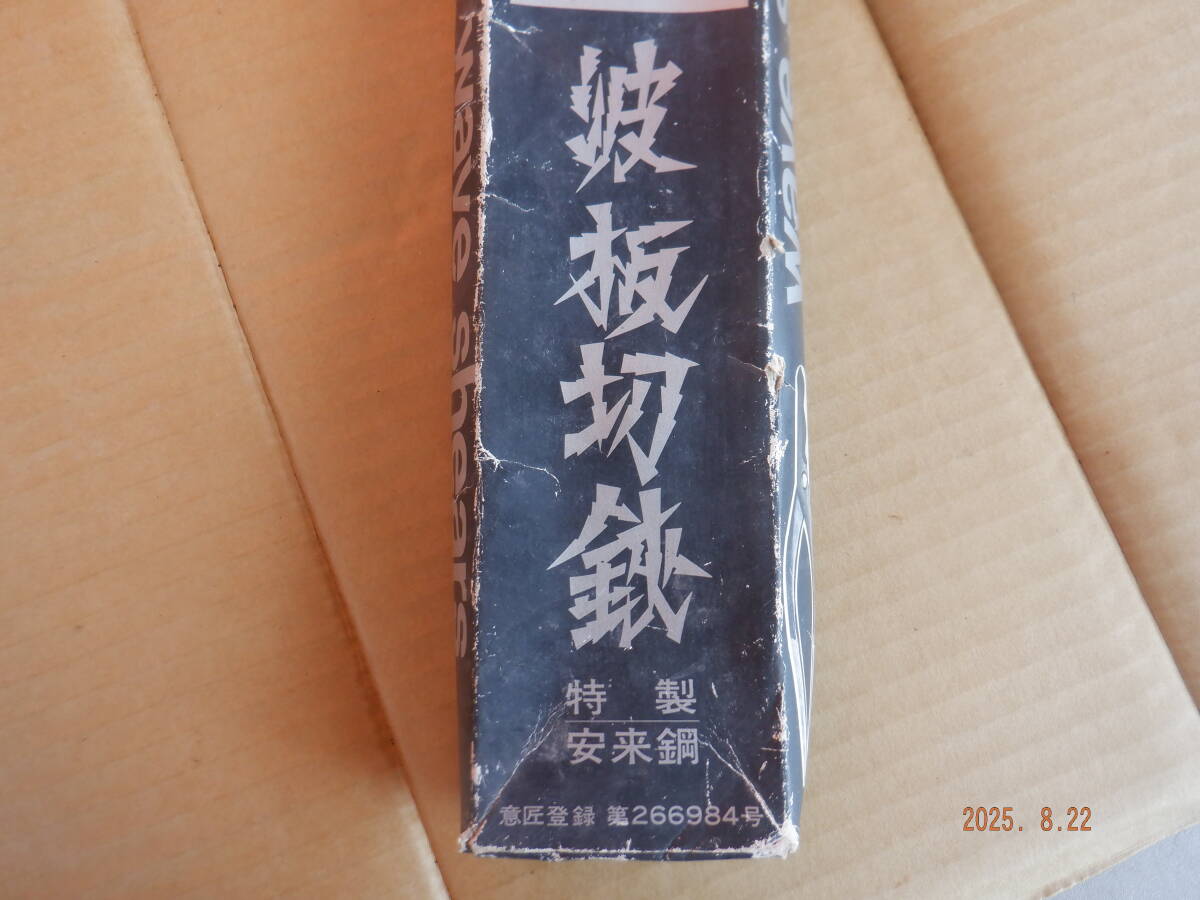 波板切鋏
特製
安来鋼
意匠登録 第266984号
wave shears
wave s
2025. 8.22